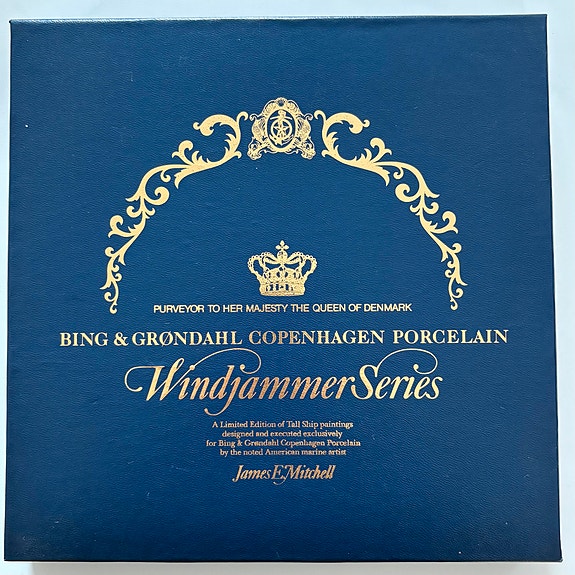 PURVEYOR TO HER MAJESTY THE QUEEN OF DENMARK
BING & GRØNDAHL COPENHAGEN PORCELAIN
Windjammer Series
A Limited Edition of Tall Ship paintings
designed and executed exclusively
for Bing & Grøndahl Copenhagen Porcelain
by the noted American marine artist
James E. Mitchell